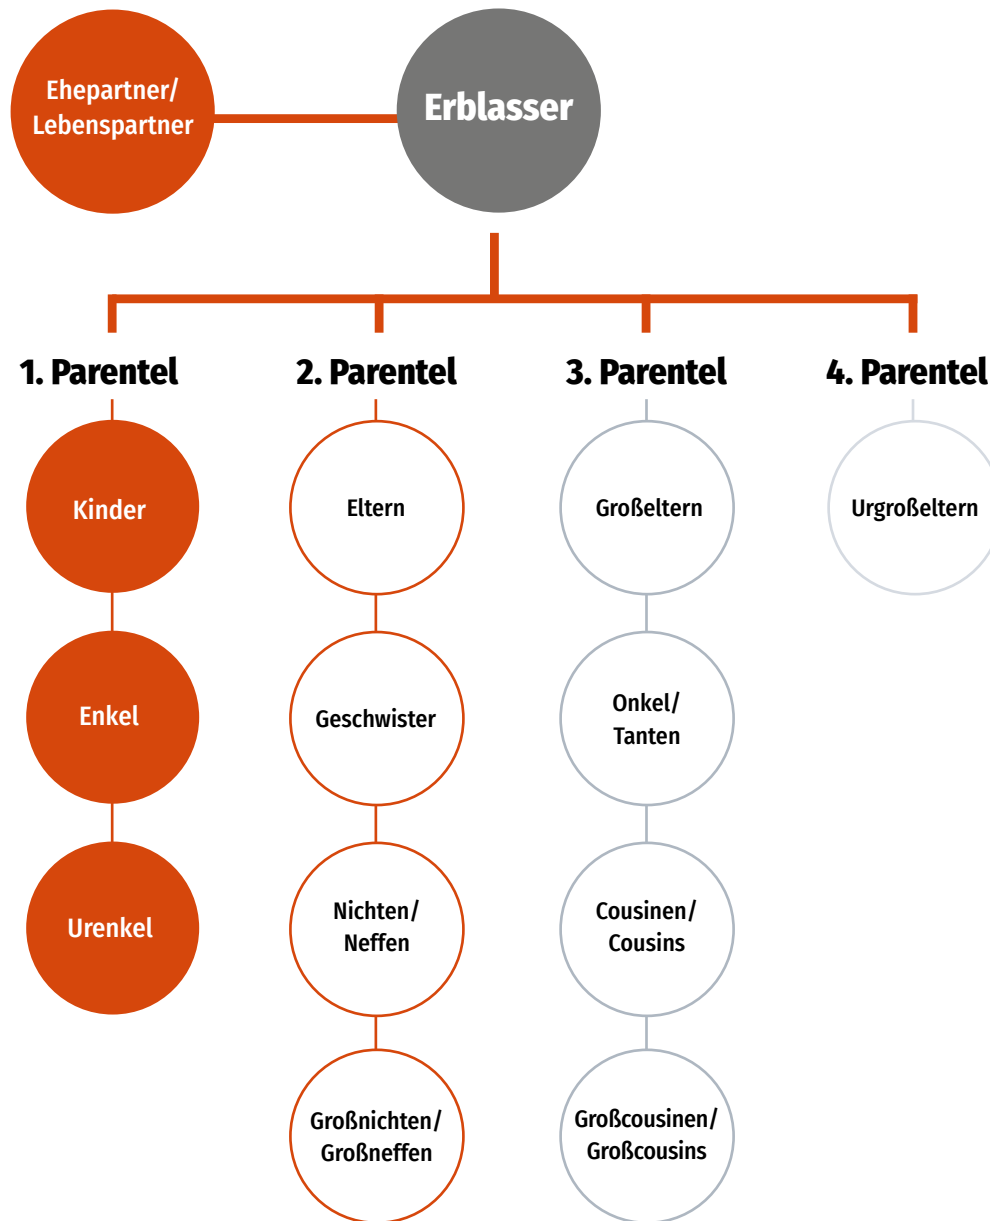 Ehepartner/
Lebenspartner
Erblasser
1. Parentel
2. Parentel
3. Parentel
4. Parentel
Kinder
Eltern
Großeltern
Urgroßeltern
Enkel
Geschwister
Onkel/
Tanten
Urenkel
Nichten/
Neffen
Cousinen/
Cousins
Großnichten/
Großneffen
Großcousinen/
Großcousins